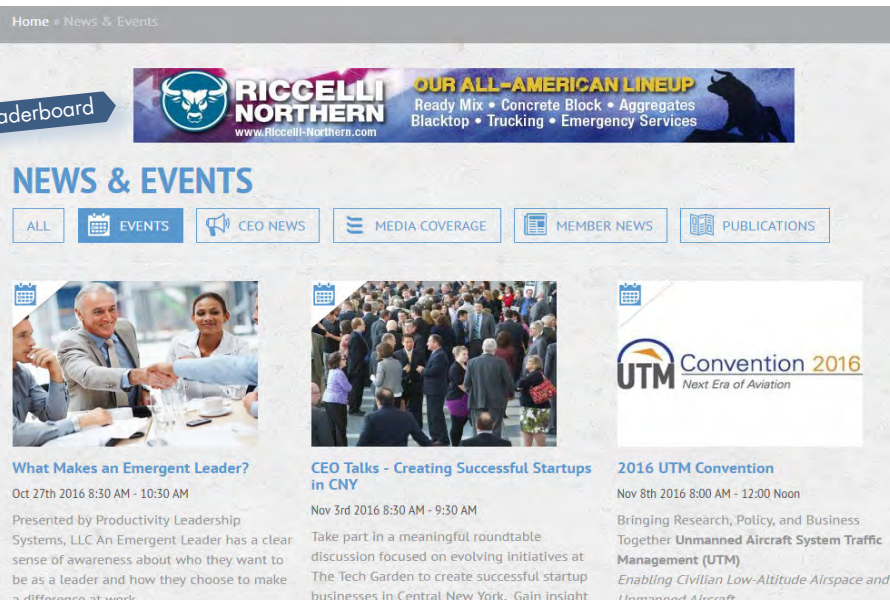 Home » News & Events
RICCELLI
NORTHERN
www.Riccelli-Northern.com
OUR ALL-AMERICAN LINEUP
Ready Mix • Concrete Block • Aggregates
Blacktop • Trucking • Emergency Services
aderboard
NEWS & EVENTS
ALL
EVENTS
CEO NEWS
MEDIA COVERAGE
MEMBER NEWS
PUBLICATIONS
UTM Convention 2016
Next Era of Aviation
What Makes an Emergent Leader?
Oct 27th 2016 8:30 AM - 10:30 AM
Presented by Productivity Leadership
Systems, LLC An Emergent Leader has a clear
sense of awareness about who they want to
be as a leader and how they choose to make
a difference at work
CEO Talks - Creating Successful Startups
in CNY
Nov 3rd 2016 8:30 AM - 9:30 AM
Take part in a meaningful roundtable
discussion focused on evolving initiatives at
The Tech Garden to create successful startup
businesses in Central New York. Gain insight
2016 UTM Convention
Nov 8th 2016 8:00 AM - 12:00 Noon
Bringing Research, Policy, and Business
Together Unmanned Aircraft System Traffic
Management (UTM)
Enabling Civilian Low-Altitude Airspace and
Unmanned Aircraft